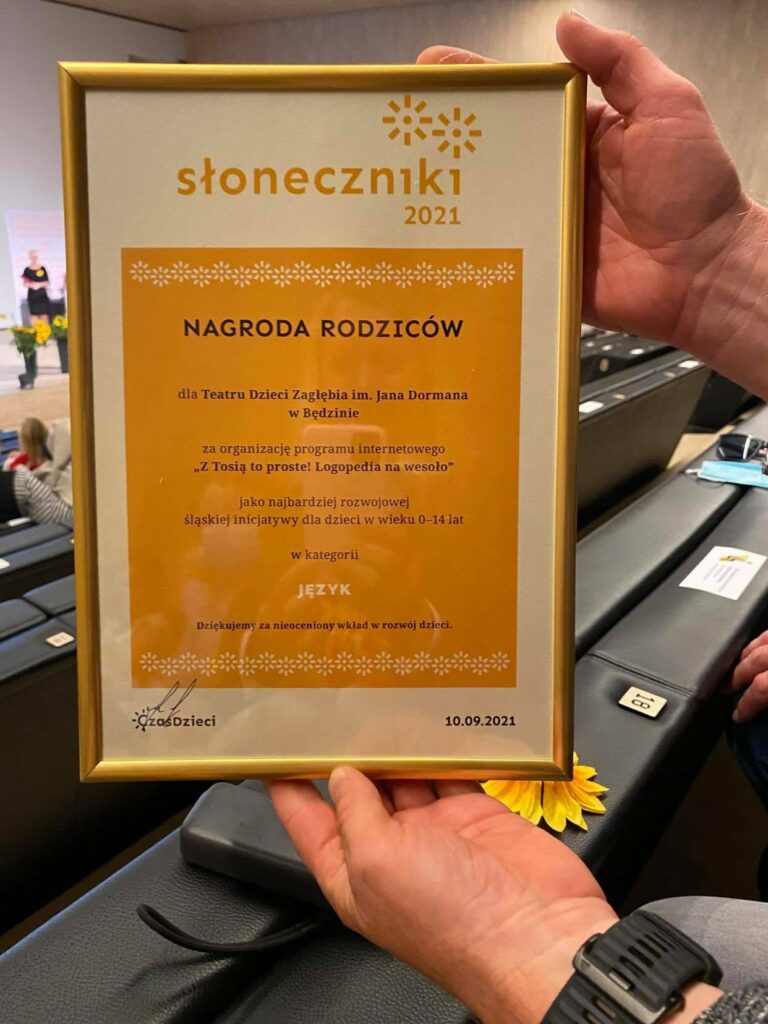 słoneczniki
2021
NAGRODA RODZICÓW
dla Teatru Dzieci Zagłębia im. Jana Dormana
w Będzinie
za organizację programu internetowego
„Z Tosią to proste! Logopedia na wesoło”
jako najbardziej rozwojowej
śląskiej inicjatywy dla dzieci w wieku 0–14 lat
w kategorii
JĘZYK
Dziękujemy za nieoceniony wkład w rozwój dzieci.
CzasDzieci
10.09.2021
18